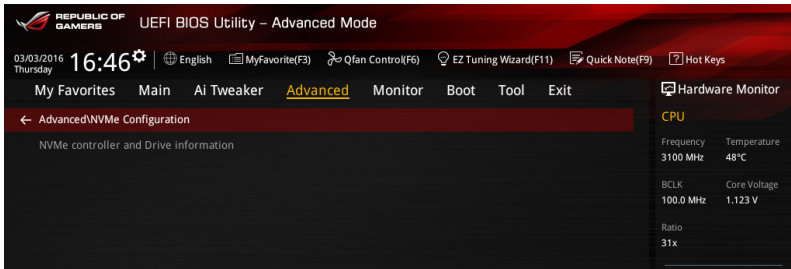 REPUBLIC OF
GAMERS
UEFI BIOS Utility – Advanced Mode
03/03/2016
Thursday
16:46
English
MyFavorite(F3)
Qfan Control(F6)
EZ Tuning Wizard(F11)
Quick Note(F9)
? Hot Keys
My Favorites Main Ai Tweaker Advanced Monitor Boot Tool Exit
Hardware Monitor
← Advanced\NVMe Configuration
NVMe controller and Drive information
CPU
Frequency Temperature
3100 MHz 48°C
BCLK Core Voltage
100.0 MHz 1.123 V
Ratio
31x